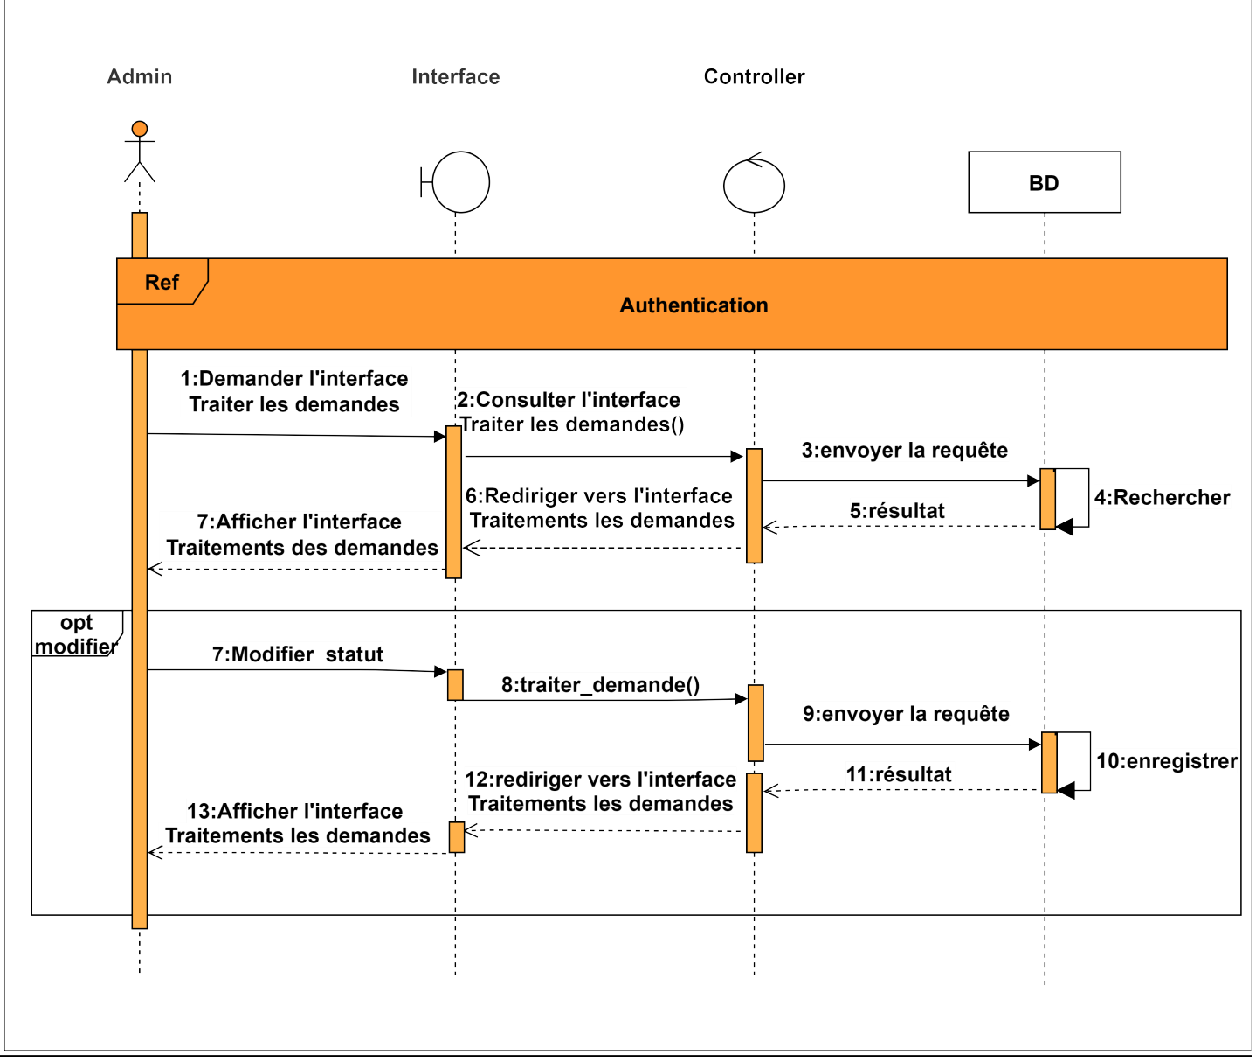 Admin
Interface
Controller
BD
Ref
Authentication
1:Demander l'interface
Traiter les demandes
2:Consulter l'interface
Traiter les demandes()
3:envoyer la requête
4:Rechercher
5:résultat
6:Rediriger vers l'interface
Traitements les demandes
7:Afficher l'interface
Traitements des demandes
opt
modifier
7:Modifier statut
8:traiter_demande()
9:envoyer la requête
10:enregistrer
11:résultat
12:rediriger vers l'interface
Traitements les demandes
13:Afficher l'interface
Traitements les demandes